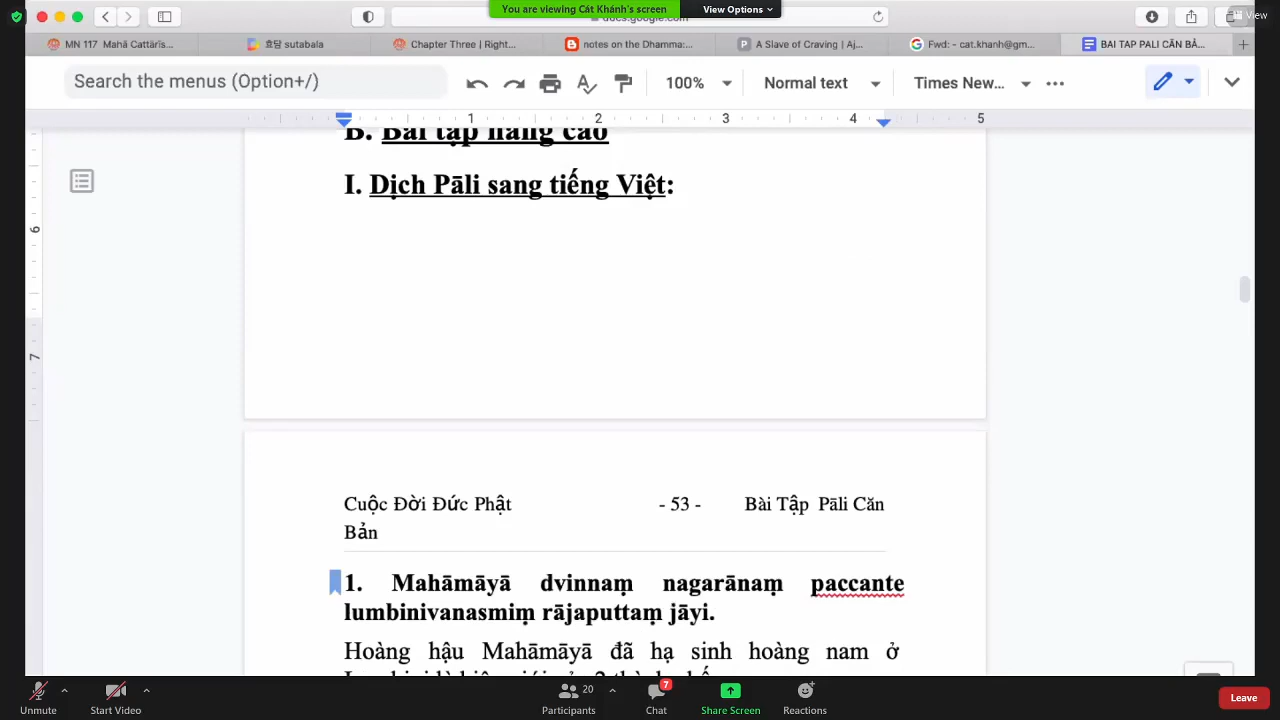 You are viewing Cát Khánh's screen
View Options
View
MN 117 Mahā Cattārīs...
효담 sutabala
Chapter Three | Right...
notes on the Dhamma:...
A Slave of Craving | Aj...
Fwd: - cat.khanh@gm...
BAI TAP PALI CĂN BẢ...
Search the menus (Option+/)
100%
Normal text
Times New...
1 2 3 4 5
6
7
B. Bài tập nâng cao
I. Dịch Pāli sang tiếng Việt:
Cuộc Đời Đức Phật - 53 - Bài Tập Pāli Căn
Bản
1. Mahāmāyā dvinnaṃ nagarānaṃ paccante
lumbinivanasmiṃ rājaputtaṃ jāyi.
Hoàng hậu Mahāmāyā đã hạ sinh hoàng nam ở
Unmute
Start Video
20
Participants
7
Chat
Share Screen
Reactions
Leave